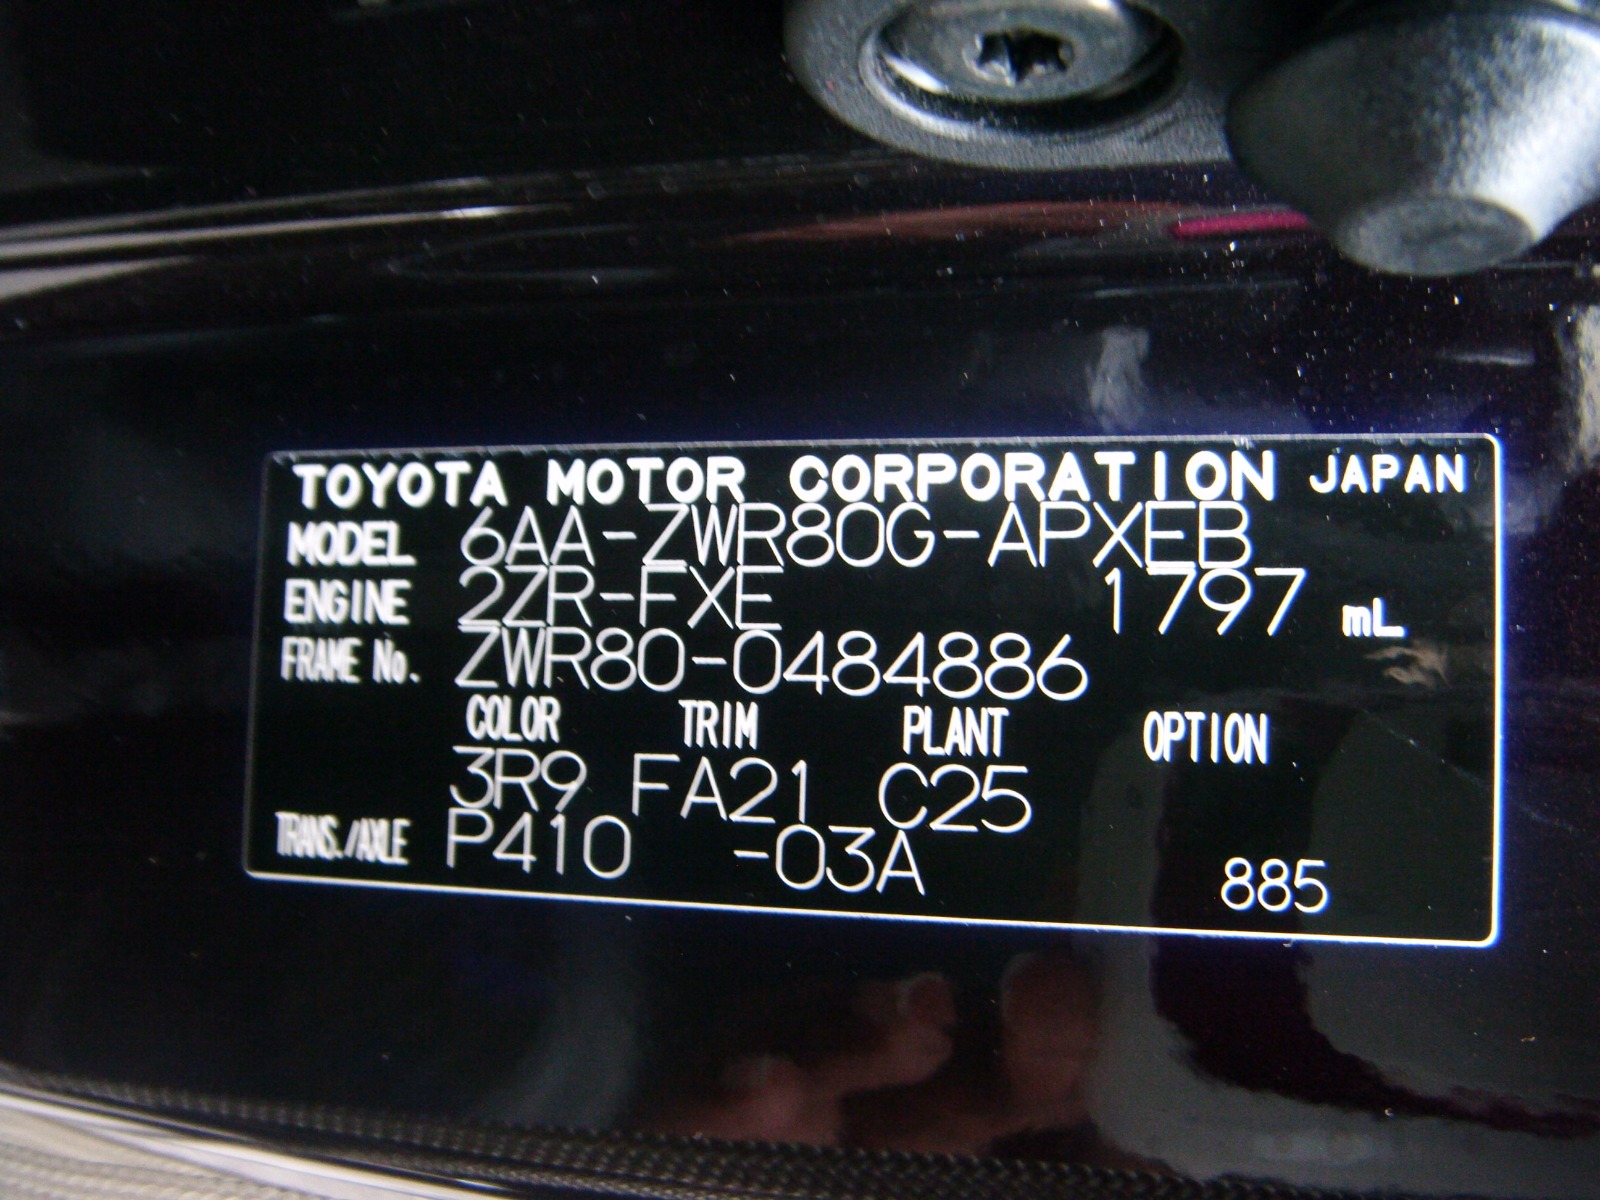 TOYOTA MOTOR CORPORATION JAPAN
MODEL 6AA-ZWR80G-APXEB
ENGINE 2ZR-FXE 1797 mL
FRAME No. ZWR80-0484886
COLOR TRIM PLANT OPTION
3R9 FA21 C25
TRANS./AXLE P410 -03A 885